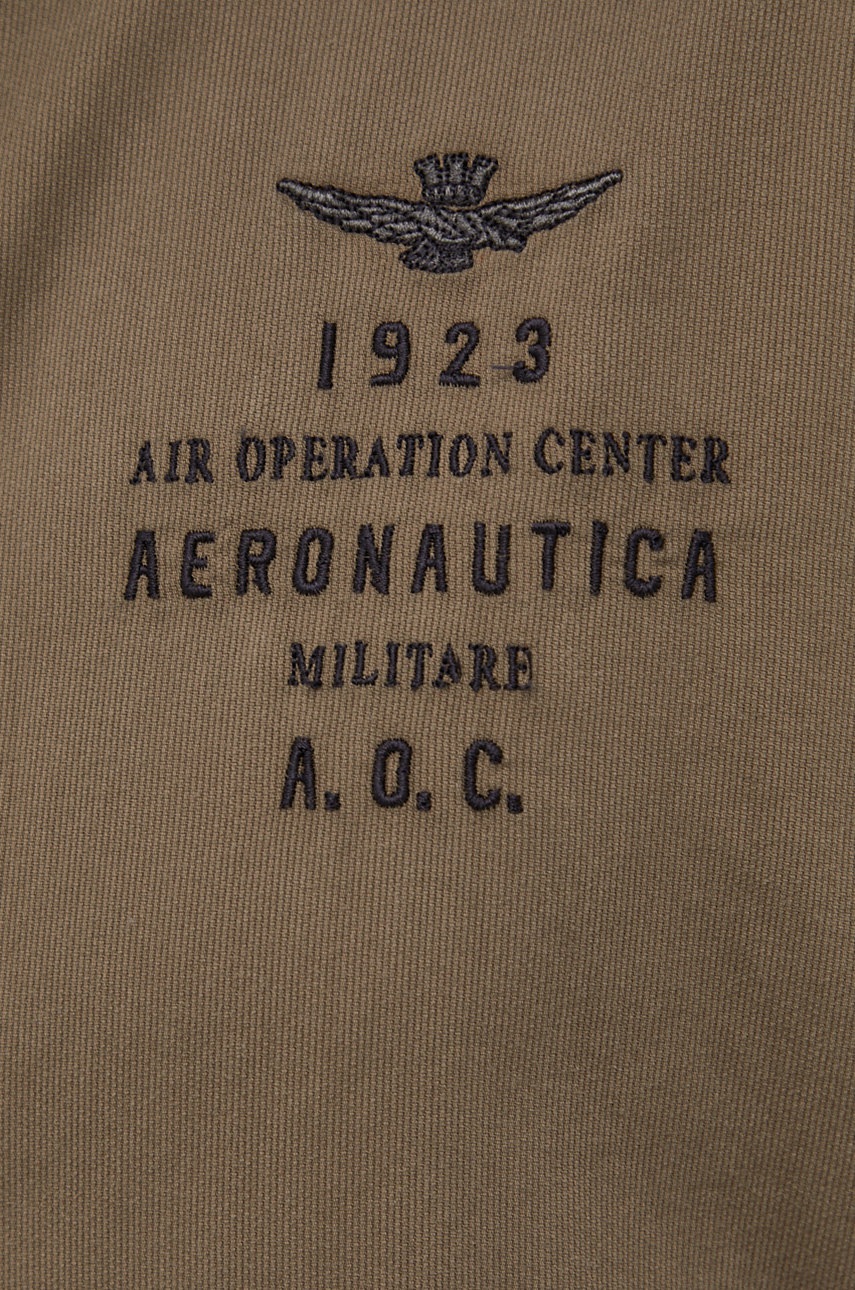 1923
AIR OPERATION CENTER
AERONAUTICA
MILITARE
A.O.C.